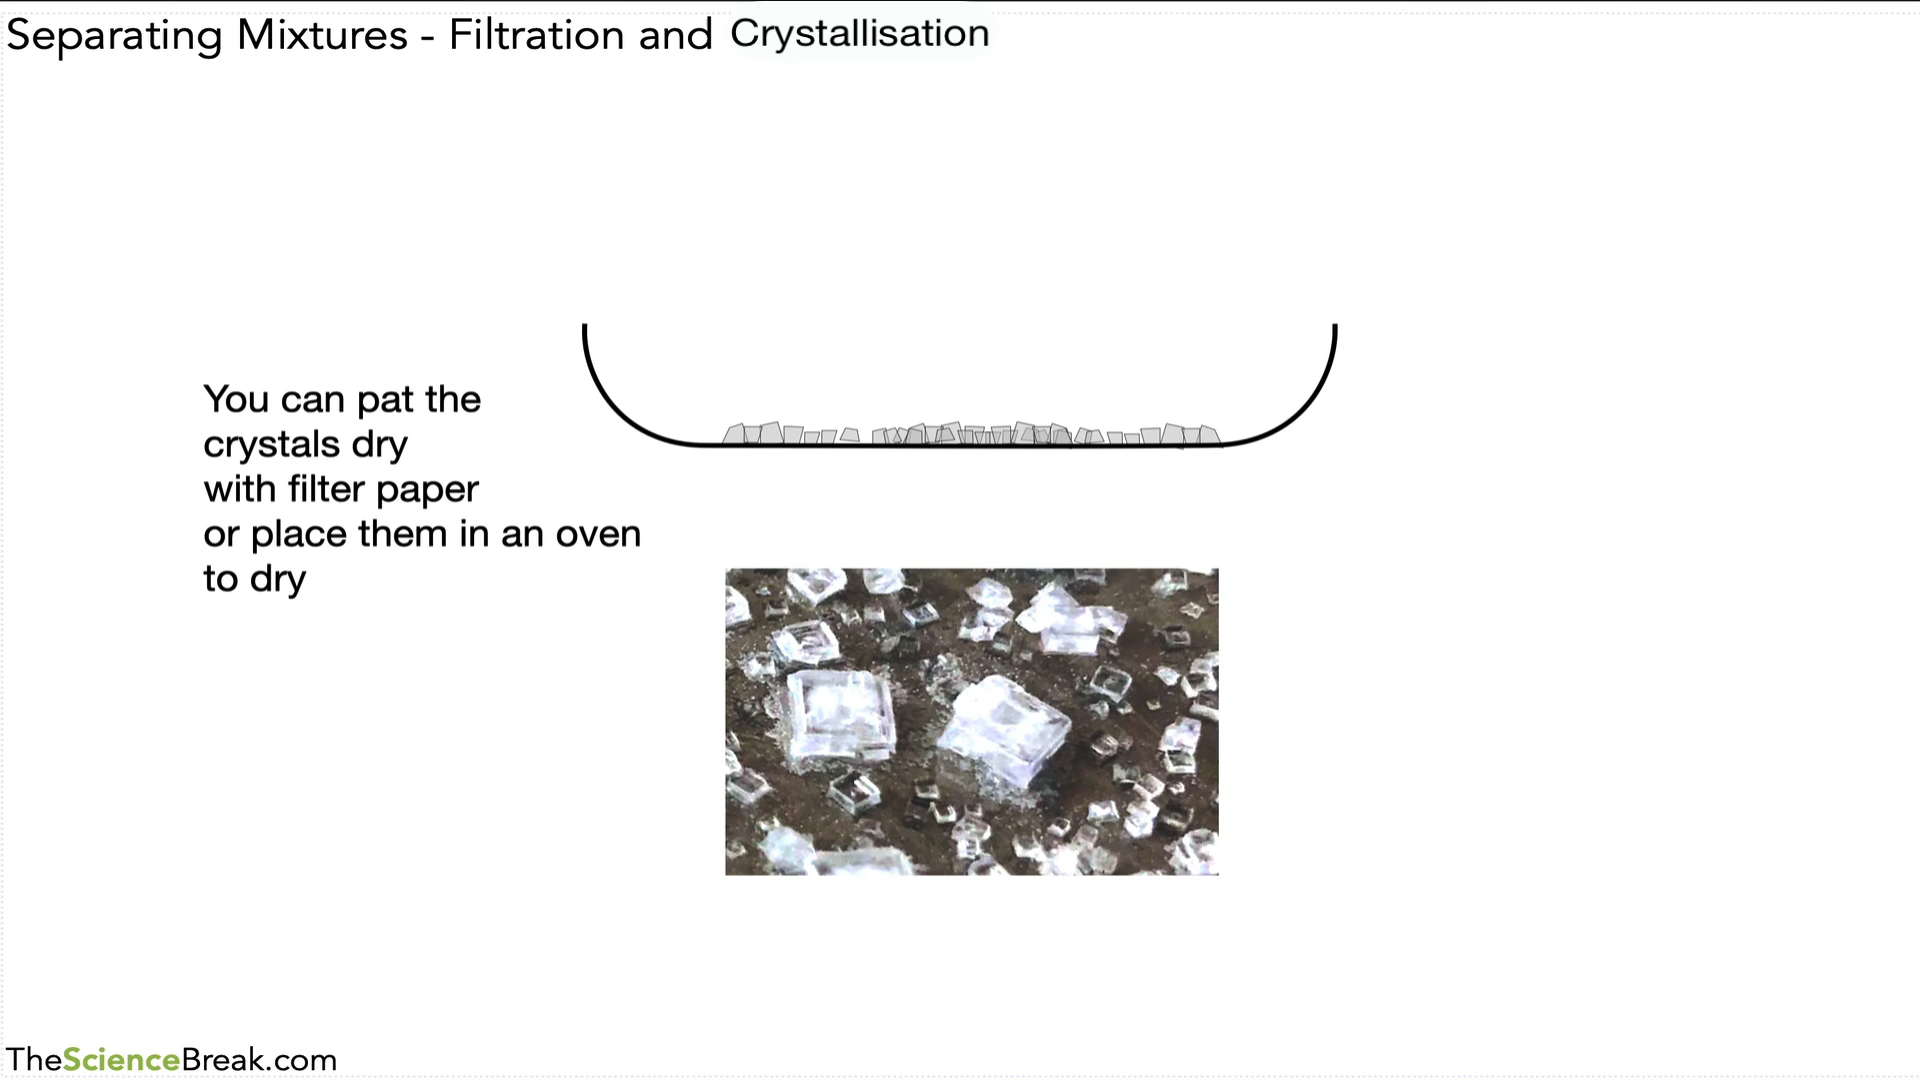 Separating Mixtures - Filtration and Crystallisation
You can pat the
crystals dry
with filter paper
or place them in an oven
to dry
TheScienceBreak.com